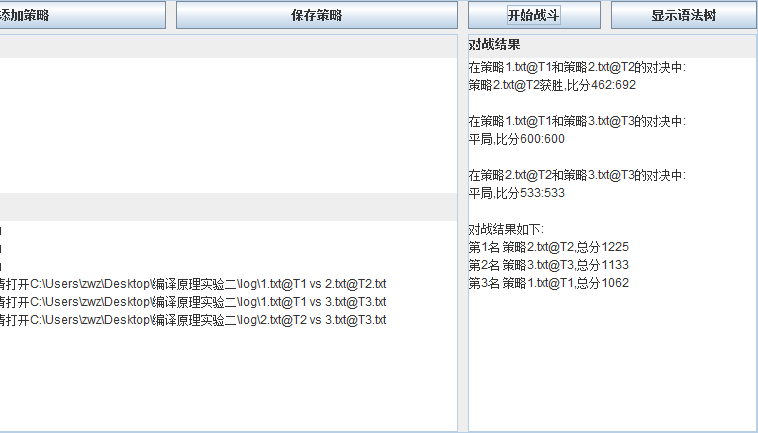 添加策略
保存策略
开始战斗
显示语法树
对战结果
在策略1.txt@T1和策略2.txt@T2的对决中:
策略2.txt@T2获胜,比分462:692
在策略1.txt@T1和策略3.txt@T3的对决中:
平局,比分600:600
在策略2.txt@T2和策略3.txt@T3的对决中:
平局,比分533:533
对战结果如下:
第1名 策略2.txt@T2,总分1225
第2名 策略3.txt@T3,总分1133
第3名 策略1.txt@T1,总分1062
请打开C:\Users\zwz\Desktop\编译原理实验二\log\1.txt@T1 vs 2.txt@T2.txt
请打开C:\Users\zwz\Desktop\编译原理实验二\log\1.txt@T1 vs 3.txt@T3.txt
请打开C:\Users\zwz\Desktop\编译原理实验二\log\2.txt@T2 vs 3.txt@T3.txt